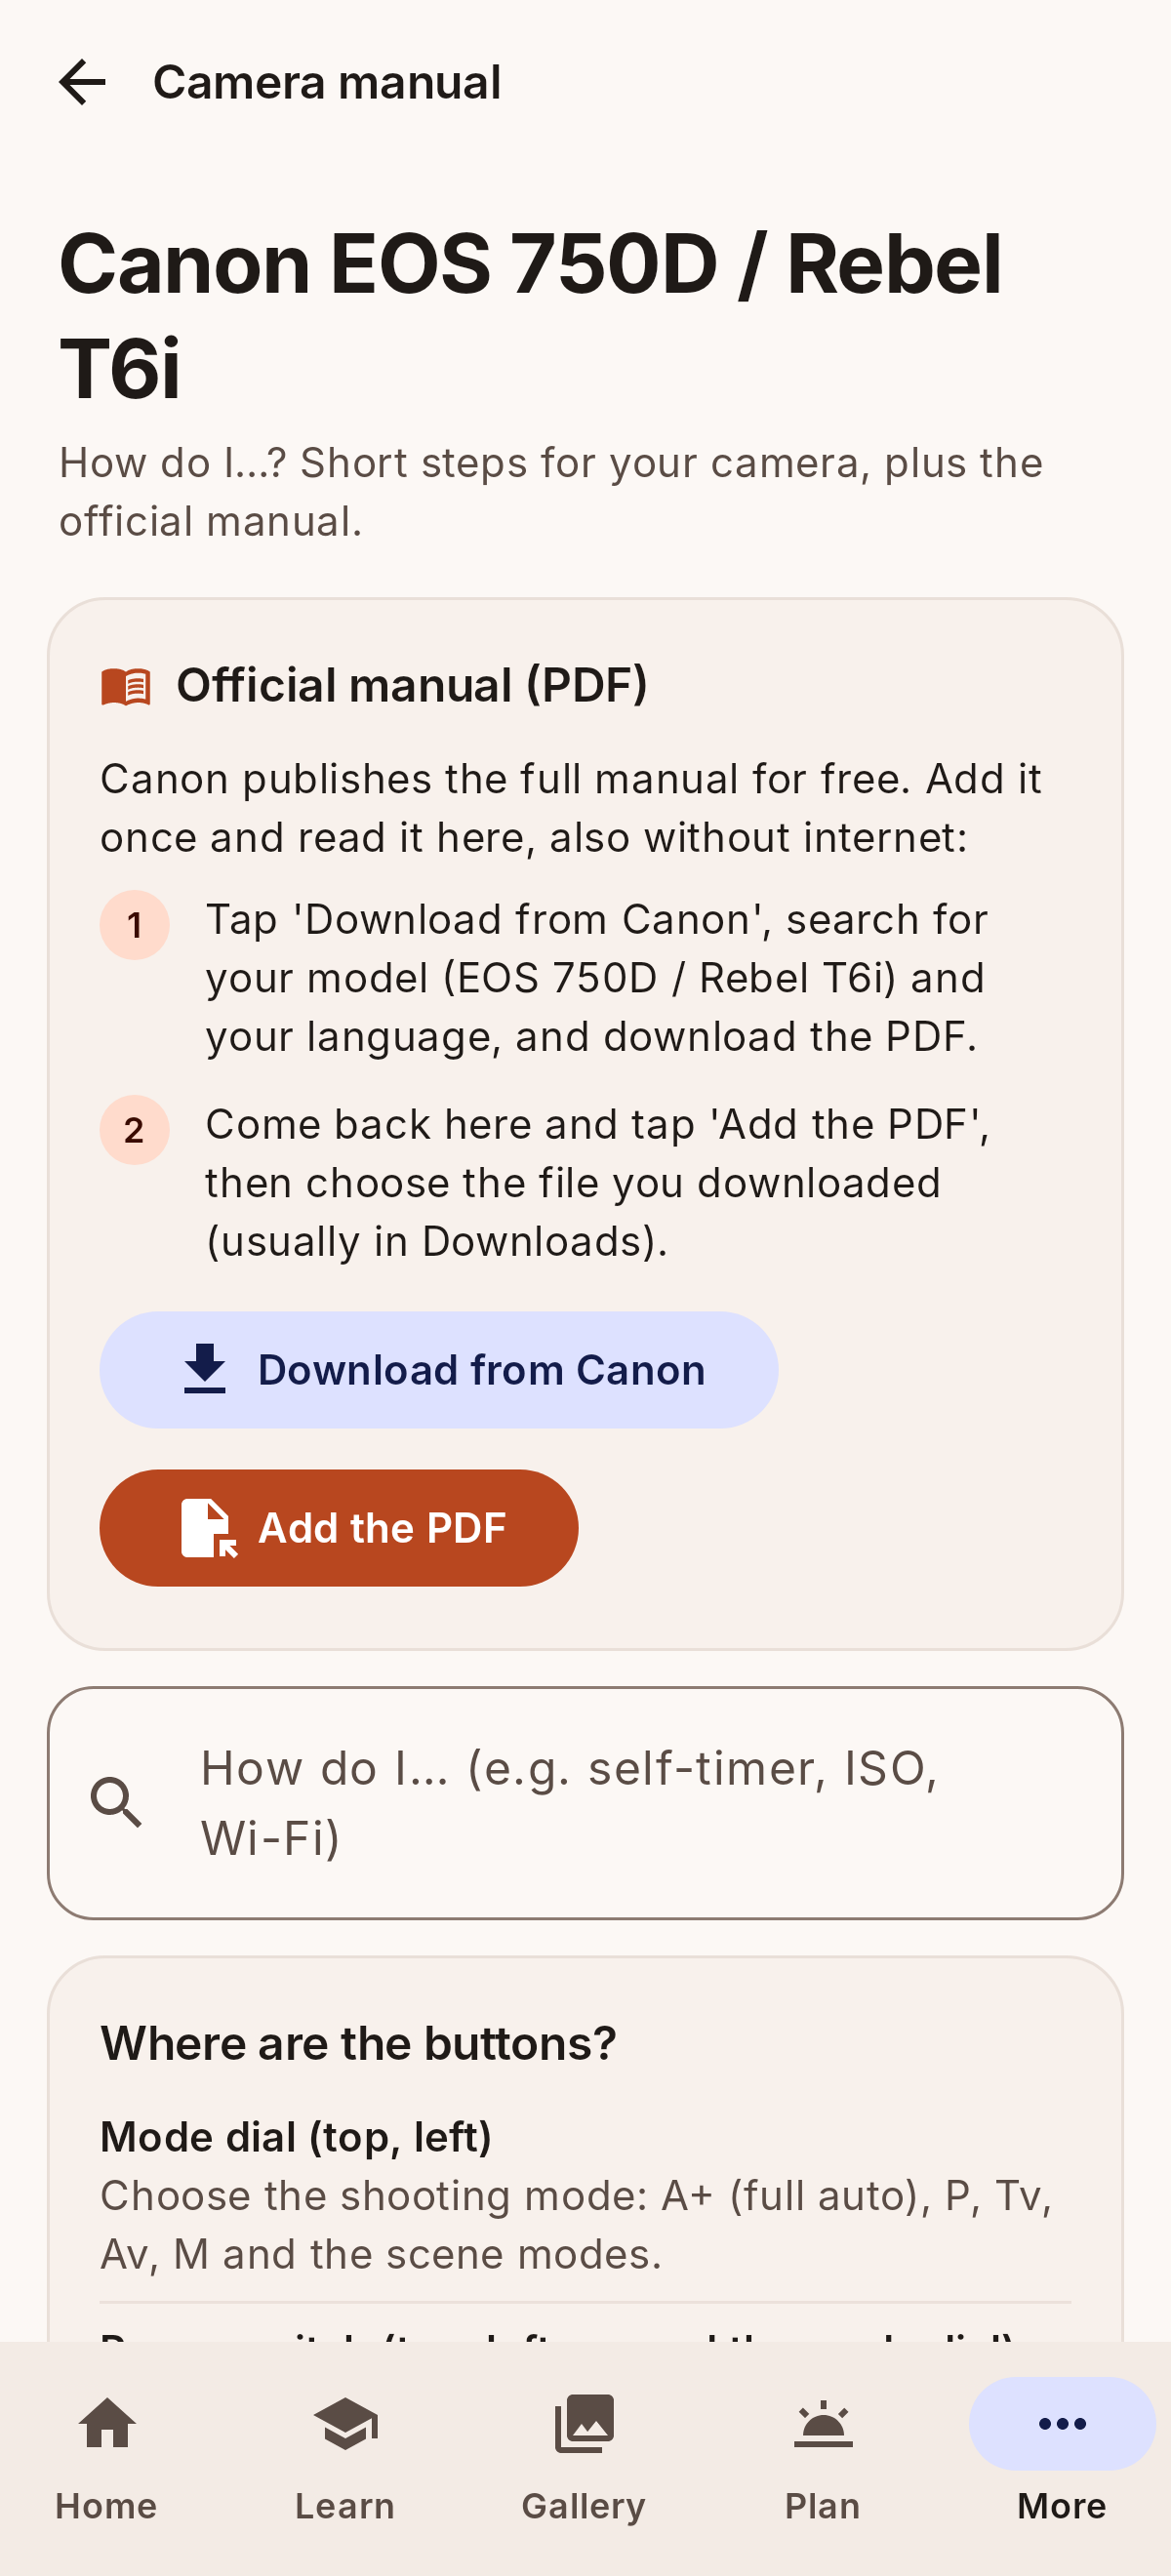 Camera manual
Canon EOS 750D / Rebel
T6i
How do I...? Short steps for your camera, plus the
official manual.
Official manual (PDF)
Canon publishes the full manual for free. Add it
once and read it here, also without internet:
1
Tap 'Download from Canon', search for
your model (EOS 750D / Rebel T6i) and
your language, and download the PDF.
2
Come back here and tap 'Add the PDF',
then choose the file you downloaded
(usually in Downloads).
Download from Canon
Add the PDF
How do I... (e.g. self-timer, ISO,
Wi-Fi)
Where are the buttons?
Mode dial (top, left)
Choose the shooting mode: A+ (full auto), P, Tv,
Av, M and the scene modes.
Home
Learn
Gallery
Plan
More